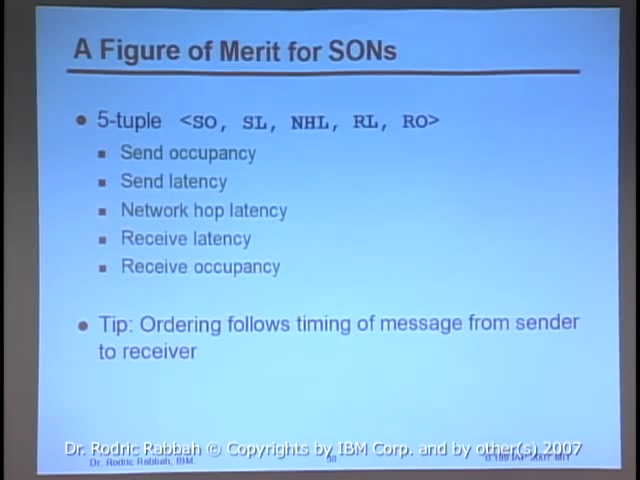 A Figure of Merit for SONs
5-tuple <SO, SL, NHL, RL, RO>
Send occupancy
Send latency
Network hop latency
Receive latency
Receive occupancy
Tip: Ordering follows timing of message from sender
to receiver
Dr. Rodric Rabbah © Copyrights by IBM Corp. and by other(s) 2007
Dr. Rodric Rabbah, IBM.
2007 MIT